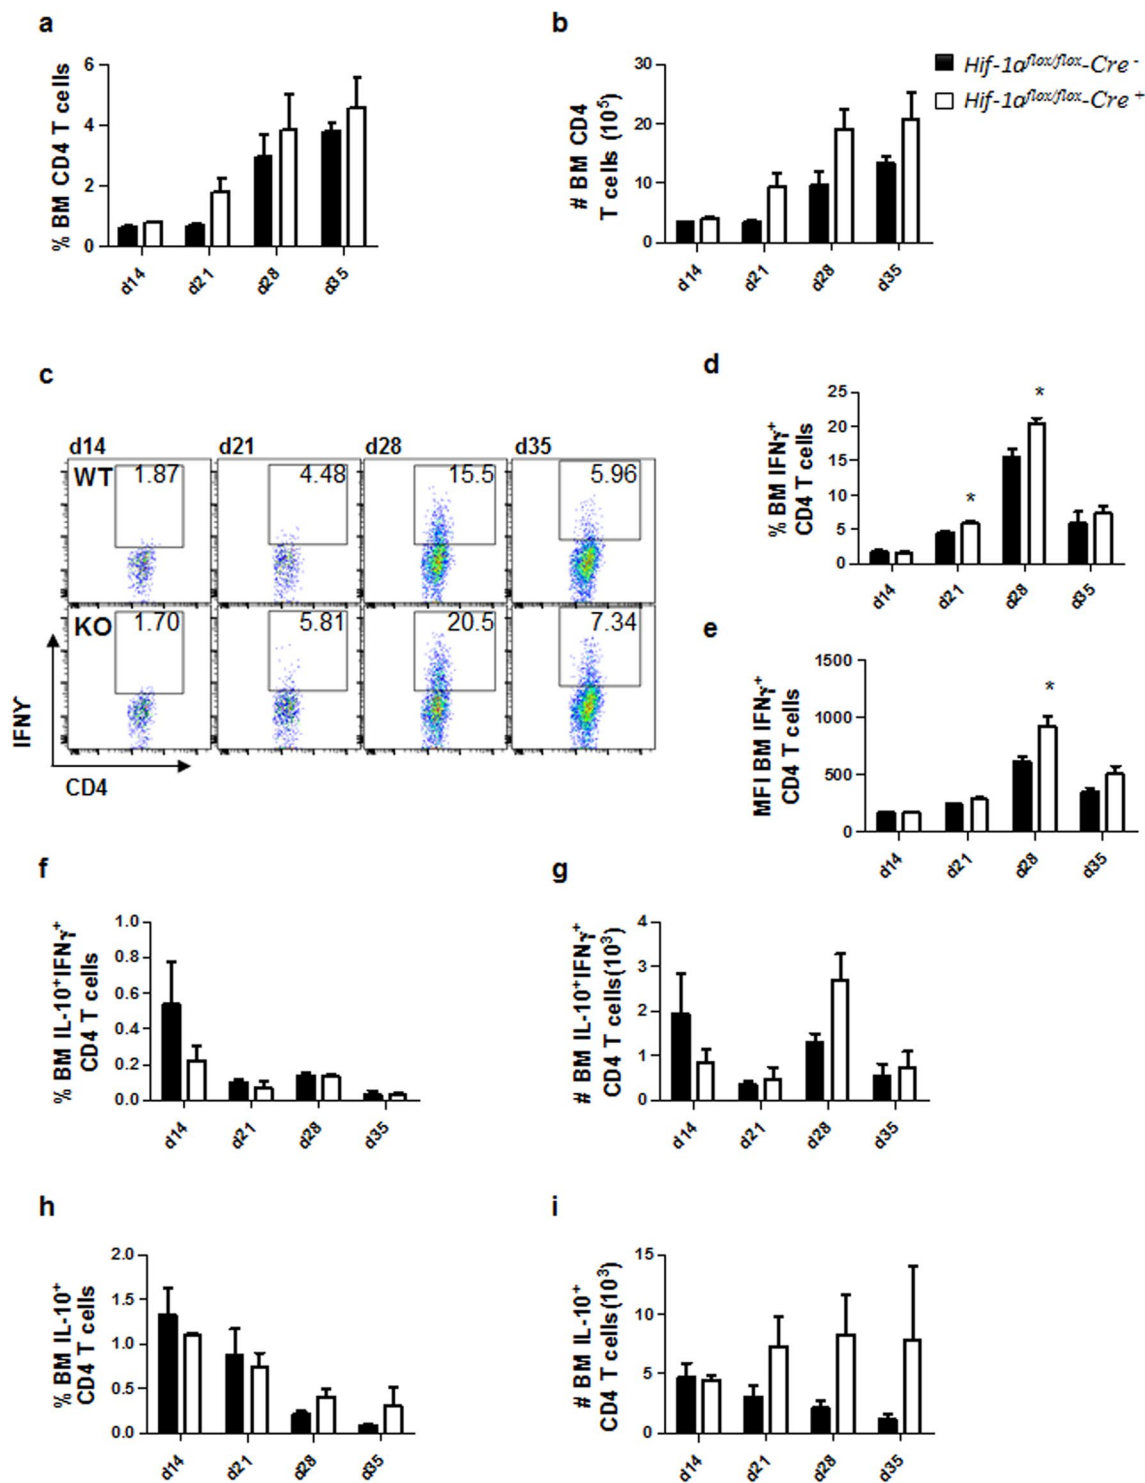 a
% BM CD4 T cells
6
4
2
0
d14 d21 d28 d35
b
# BM CD4
T cells (10⁵)
30
20
10
0
d14 d21 d28 d35
Hif-1α^flox/flox-Cre⁻
Hif-1α^flox/flox-Cre⁺
c
d14 d21 d28 d35
WT 1.87 4.48 15.5 5.96
KO 1.70 5.81 20.5 7.34
IFNϒ
CD4
d
% BM IFNγ⁺
CD4 T cells
25
20
15
10
5
0
* *
d14 d21 d28 d35
e
MFI BM IFNγ⁺
CD4 T cells
1500
1000
500
0
*
d14 d21 d28 d35
f
% BM IL-10⁺IFNγ⁺
CD4 T cells
1.0
0.8
0.6
0.4
0.2
0.0
d14 d21 d28 d35
g
# BM IL-10⁺IFNγ⁺
CD4 T cells(10³)
4
3
2
1
0
d14 d21 d28 d35
h
% BM IL-10⁺
CD4 T cells
2.0
1.5
1.0
0.5
0.0
d14 d21 d28 d35
i
# BM IL-10⁺
CD4 T cells(10³)
15
10
5
0
d14 d21 d28 d35